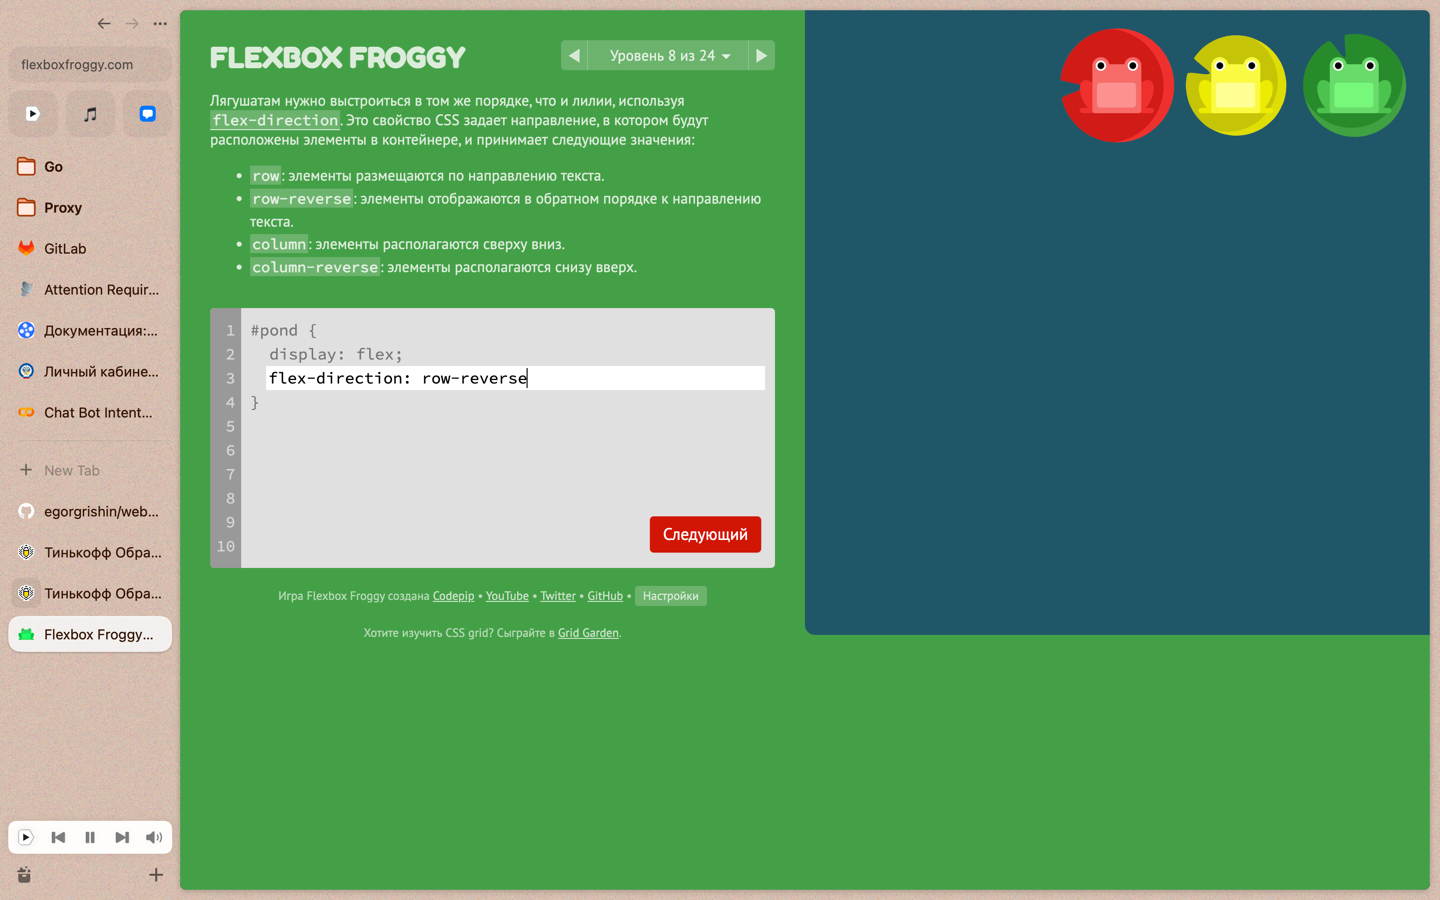 flexboxfroggy.com
Go
Proxy
GitLab
Attention Requir...
Документация:...
Личный кабине...
Chat Bot Intent...
New Tab
egorgrishin/web...
Тинькофф Обра...
Тинькофф Обра...
Flexbox Froggy...
FLEXBOX FROGGY
Уровень 8 из 24
Лягушатам нужно выстроиться в том же порядке, что и лилии, используя
flex-direction. Это свойство CSS задает направление, в котором будут
расположены элементы в контейнере, и принимает следующие значения:
• row: элементы размещаются по направлению текста.
• row-reverse: элементы отображаются в обратном порядке к направлению
текста.
• column: элементы располагаются сверху вниз.
• column-reverse: элементы располагаются снизу вверх.
1 #pond {
2 display: flex;
3 flex-direction: row-reverse
4 }
5
6
7
8
9
10
Следующий
Игра Flexbox Froggy создана Codepip • YouTube • Twitter • GitHub • Настройки
Хотите изучить CSS grid? Сыграйте в Grid Garden.